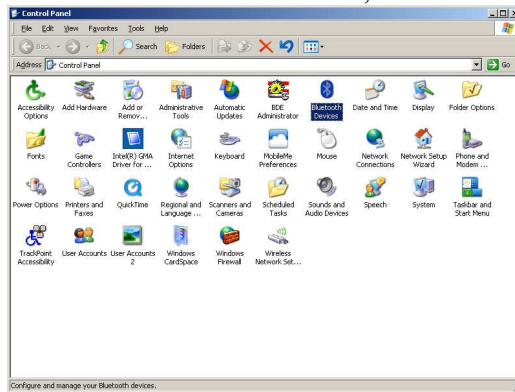 Control Panel
File Edit View Favorites Tools Help
Back Search Folders
Address Control Panel Go
Accessibility Options
Add Hardware
Add or Remov...
Administrative Tools
Automatic Updates
BDE Administrator
Bluetooth Devices
Date and Time
Display
Folder Options
Fonts
Game Controllers
Intel(R) GMA Driver for ...
Internet Options
Keyboard
MobileMe Preferences
Mouse
Network Connections
Network Setup Wizard
Phone and Modem ...
Power Options
Printers and Faxes
QuickTime
Regional and Language ...
Scanners and Cameras
Scheduled Tasks
Sounds and Audio Devices
Speech
System
Taskbar and Start Menu
TrackPoint Accessibility
User Accounts
User Accounts 2
Windows CardSpace
Windows Firewall
Wireless Network Set...
Configure and manage your Bluetooth devices.